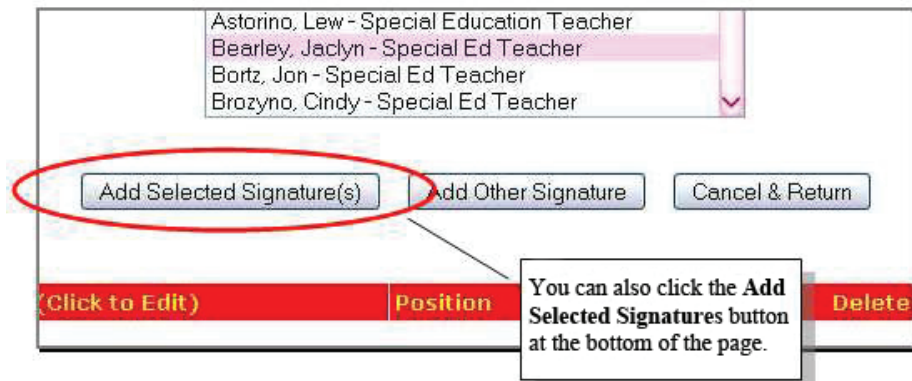 Astorino, Lew - Special Education Teacher
Bearley, Jaclyn - Special Ed Teacher
Bortz, Jon - Special Ed Teacher
Brozyno, Cindy - Special Ed Teacher
Add Selected Signature(s)
Add Other Signature
Cancel & Return
(Click to Edit)
Position
Delete
You can also click the Add
Selected Signatures button
at the bottom of the page.